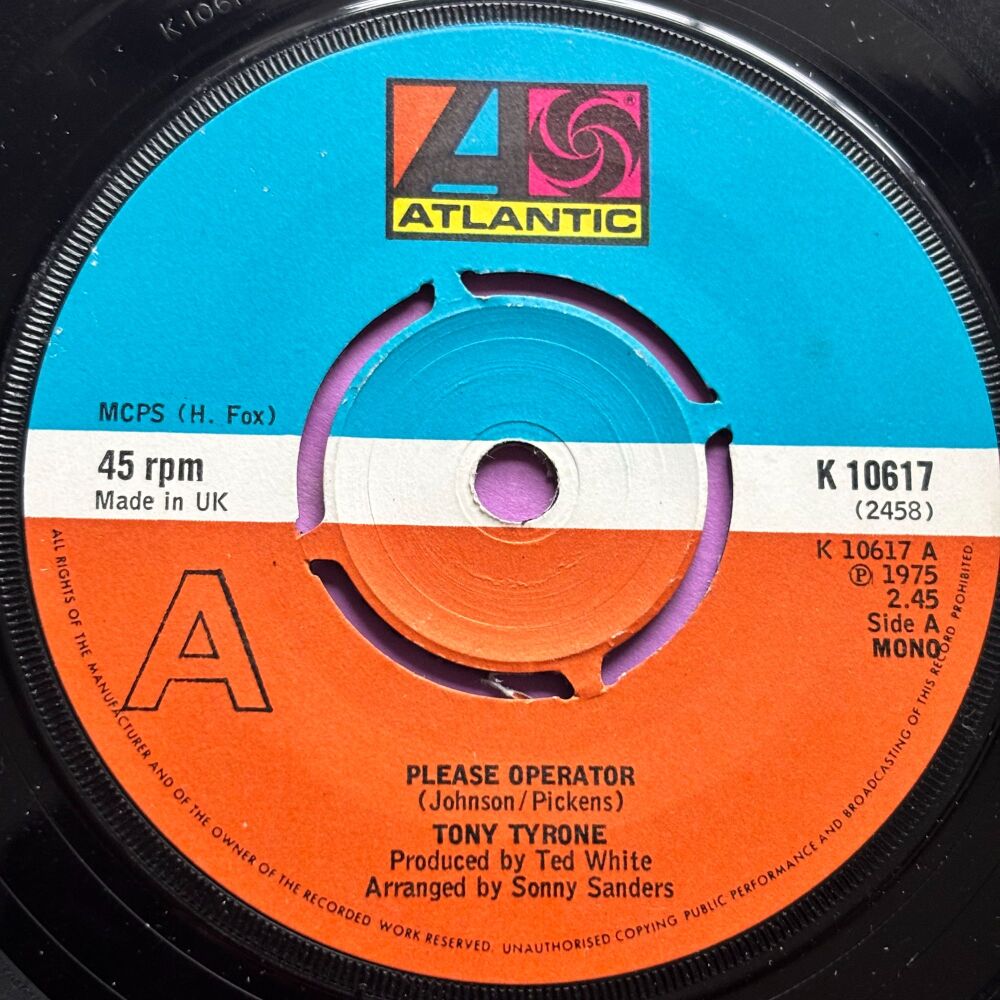 K-1061
A
ATLANTIC
®
MCPS (H. Fox)
45 rpm
Made in UK
K 10617
(2458)
K 10617 A
Ⓟ 1975
2.45
Side A
MONO
A
PLEASE OPERATOR
(Johnson/Pickens)
TONY TYRONE
Produced by Ted White
Arranged by Sonny Sanders
ALL RIGHTS OF THE MANUFACTURER AND OF THE OWNER OF THE RECORDED WORK RESERVED. UNAUTHORISED COPYING PUBLIC PERFORMANCE AND BROADCASTING OF THIS RECORD PROHIBITED.